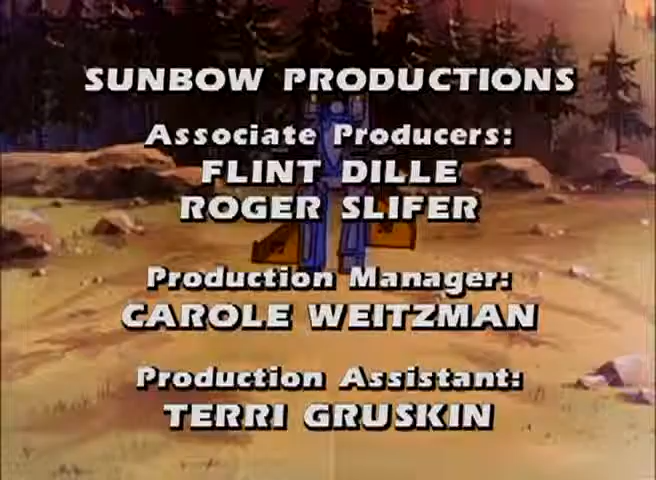 SUNBOW PRODUCTIONS
Associate Producers:
FLINT DILLE
ROGER SLIFER
Production Manager:
CAROLE WEITZMAN
Production Assistant:
TERRI GRUSKIN